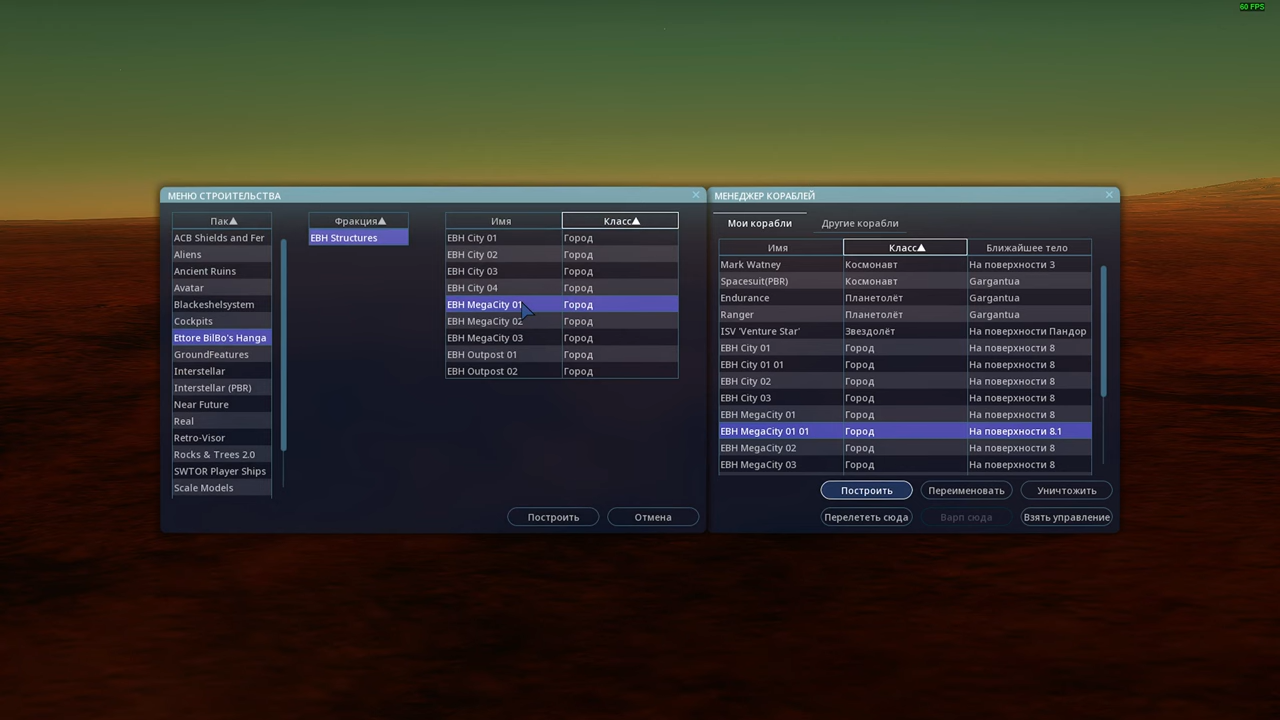 60 FPS
МЕНЮ СТРОИТЕЛЬСТВА
Пак▲ Фракция▲ Имя Класс▲
ACB Shields and Fer
Aliens
Ancient Ruins
Avatar
Blackeshelsystem
Cockpits
Ettore BilBo's Hanga
GroundFeatures
Interstellar
Interstellar (PBR)
Near Future
Real
Retro-Visor
Rocks & Trees 2.0
SWTOR Player Ships
Scale Models
EBH Structures
EBH City 01 Город
EBH City 02 Город
EBH City 03 Город
EBH City 04 Город
EBH MegaCity 01 Город
EBH MegaCity 02 Город
EBH MegaCity 03 Город
EBH Outpost 01 Город
EBH Outpost 02 Город
Построить Отмена
МЕНЕДЖЕР КОРАБЛЕЙ
Мои корабли Другие корабли
Имя Класс▲ Ближайшее тело
Mark Watney Космонавт На поверхности 3
Spacesuit(PBR) Космонавт Gargantua
Endurance Планетолёт Gargantua
Ranger Планетолёт Gargantua
ISV 'Venture Star' Звездолёт На поверхности Пандор
EBH City 01 Город На поверхности 8
EBH City 01 01 Город На поверхности 8
EBH City 02 Город На поверхности 8
EBH City 03 Город На поверхности 8
EBH MegaCity 01 Город На поверхности 8
EBH MegaCity 01 01 Город На поверхности 8.1
EBH MegaCity 02 Город На поверхности 8
EBH MegaCity 03 Город На поверхности 8
Построить Переименовать Уничтожить
Перелететь сюда Варп сюда Взять управление